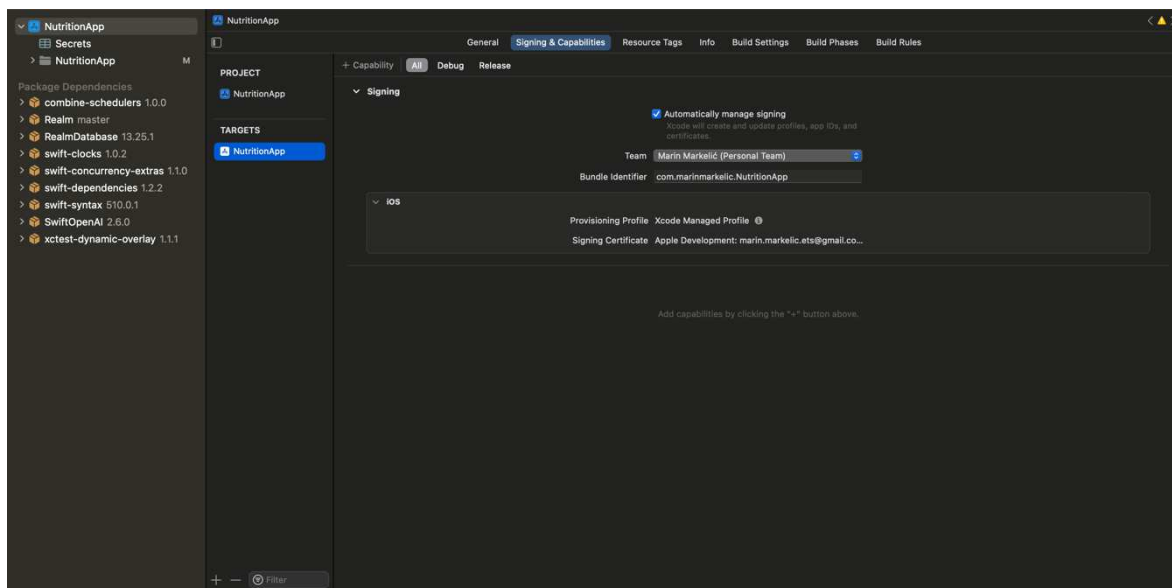 NutritionApp
Secrets
NutritionApp M
Package Dependencies
combine-schedulers 1.0.0
Realm master
RealmDatabase 13.25.1
swift-clocks 1.0.2
swift-concurrency-extras 1.1.0
swift-dependencies 1.2.2
swift-syntax 510.0.1
SwiftOpenAI 2.6.0
xctest-dynamic-overlay 1.1.1
NutritionApp
General Signing & Capabilities Resource Tags Info Build Settings Build Phases Build Rules
PROJECT
NutritionApp
TARGETS
NutritionApp
+ Capability All Debug Release
Signing
Automatically manage signing
Xcode will create and update profiles, app IDs, and
certificates.
Team Marin Markelić (Personal Team)
Bundle Identifier com.marinmarkelic.NutritionApp
iOS
Provisioning Profile Xcode Managed Profile
Signing Certificate Apple Development: marin.markelic.ets@gmail.co...
Add capabilities by clicking the "+" button above.
+ − Filter